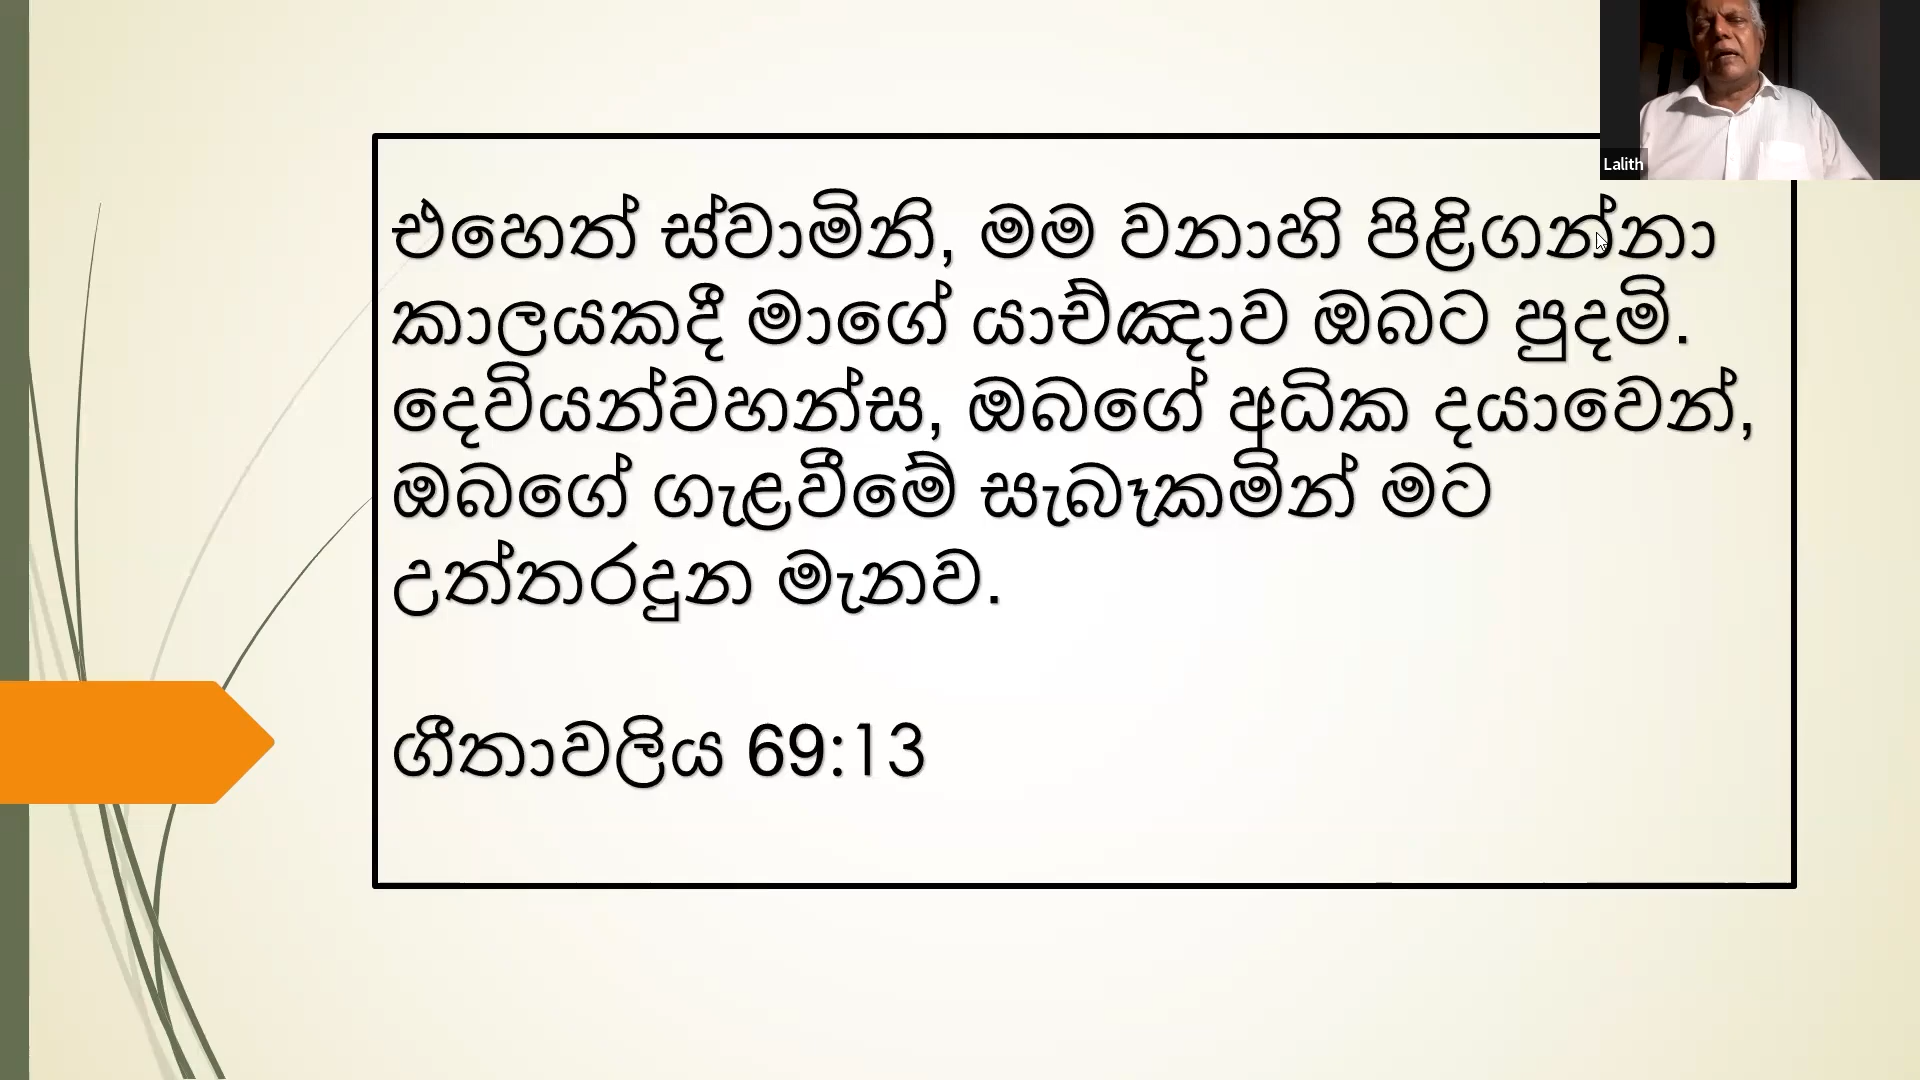 Lalith
එහෙත් ස්වාමිනි, මම වනාහි පිළිගන්නා
කාලයකදී මාගේ යාච්ඤාව ඔබට පුදමි.
දෙවියන්වහන්ස, ඔබගේ අධික දයාවෙන්,
ඔබගේ ගැළවීමේ සැබෑකමින් මට
උත්තරදුන මැනව.
ගීතාවලිය 69:13